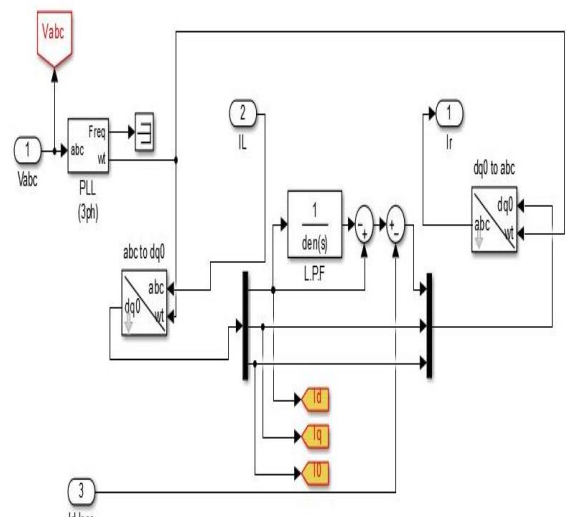 Vabc
1
Vabc
abc
Freq
wt
PLL
(3ph)
2
IL
1
Ir
dq0 to abc
dq0
abc
wt
1
den(s)
L.P.F
abc to dq0
abc
dq0
wt
Id
Iq
I0
3